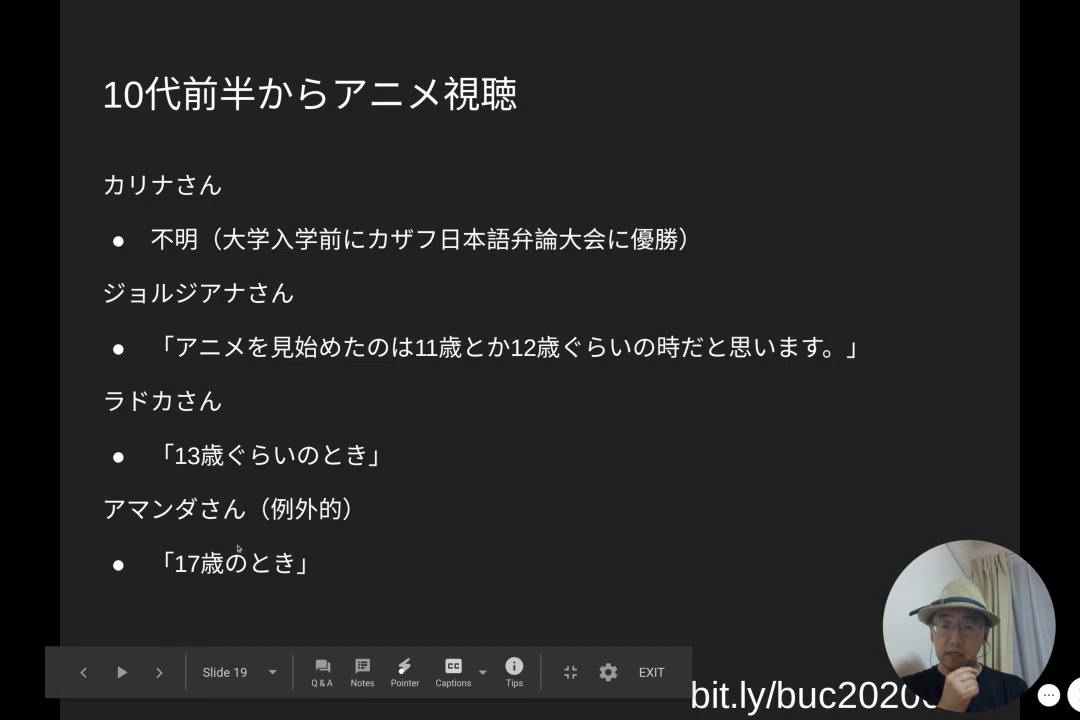 10代前半からアニメ視聴
カリナさん
● 不明（大学入学前にカザフ日本語弁論大会に優勝）
ジョルジアナさん
● 「アニメを見始めたのは11歳とか12歳ぐらいの時だと思います。」
ラドカさん
● 「13歳ぐらいのとき」
アマンダさん（例外的）
● 「17歳のとき」
Slide 19
Q & A Notes Pointer Captions Tips
EXIT